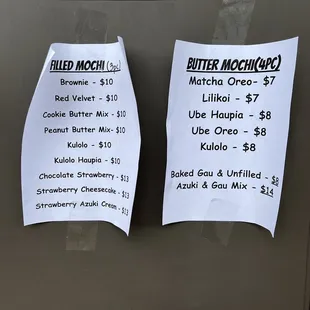 FILLED MOCHI (3pc)
Brownie - $10
Red Velvet - $10
Cookie Butter Mix - $10
Peanut Butter Mix - $10
Kulolo - $10
Kulolo Haupia - $10
Chocolate Strawberry - $13
Strawberry Cheesecake - $13
Strawberry Azuki Cream - $13
BUTTER MOCHI(4PC)
Matcha Oreo- $7
Lilikoi - $7
Ube Haupia - $8
Ube Oreo - $8
Kulolo - $8
Baked Gau & Unfilled - $8
Azuki & Gau Mix - $14